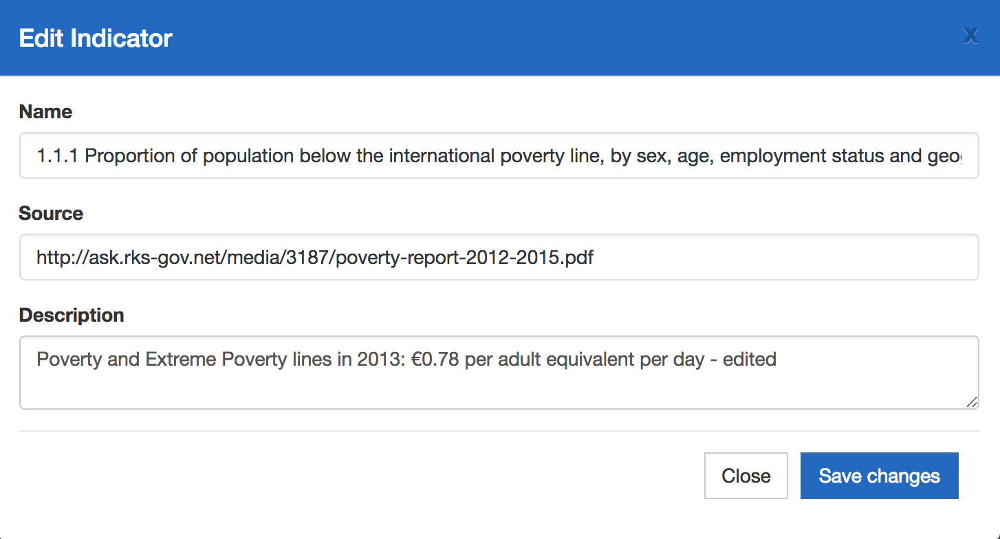 Edit Indicator
X
Name
1.1.1 Proportion of population below the international poverty line, by sex, age, employment status and
Source
http://ask.rks-gov.net/media/3187/poverty-report-2012-2015.pdf
Description
Poverty and Extreme Poverty lines in 2013: €0.78 per adult equivalent per day - edited
Close
Save changes